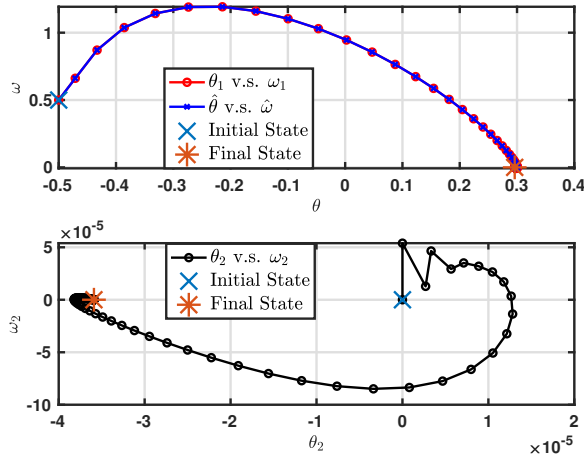 1
0.5
0
ω
θ₁ v.s. ω₁
θ̂ v.s. ω̂
Initial State
Final State
-0.5 -0.4 -0.3 -0.2 -0.1 0 0.1 0.2 0.3 0.4
θ
×10⁻⁵
5
0
-5
-10
ω₂
θ₂ v.s. ω₂
Initial State
Final State
-4 -3 -2 -1 0 1 2
θ₂
×10⁻⁵